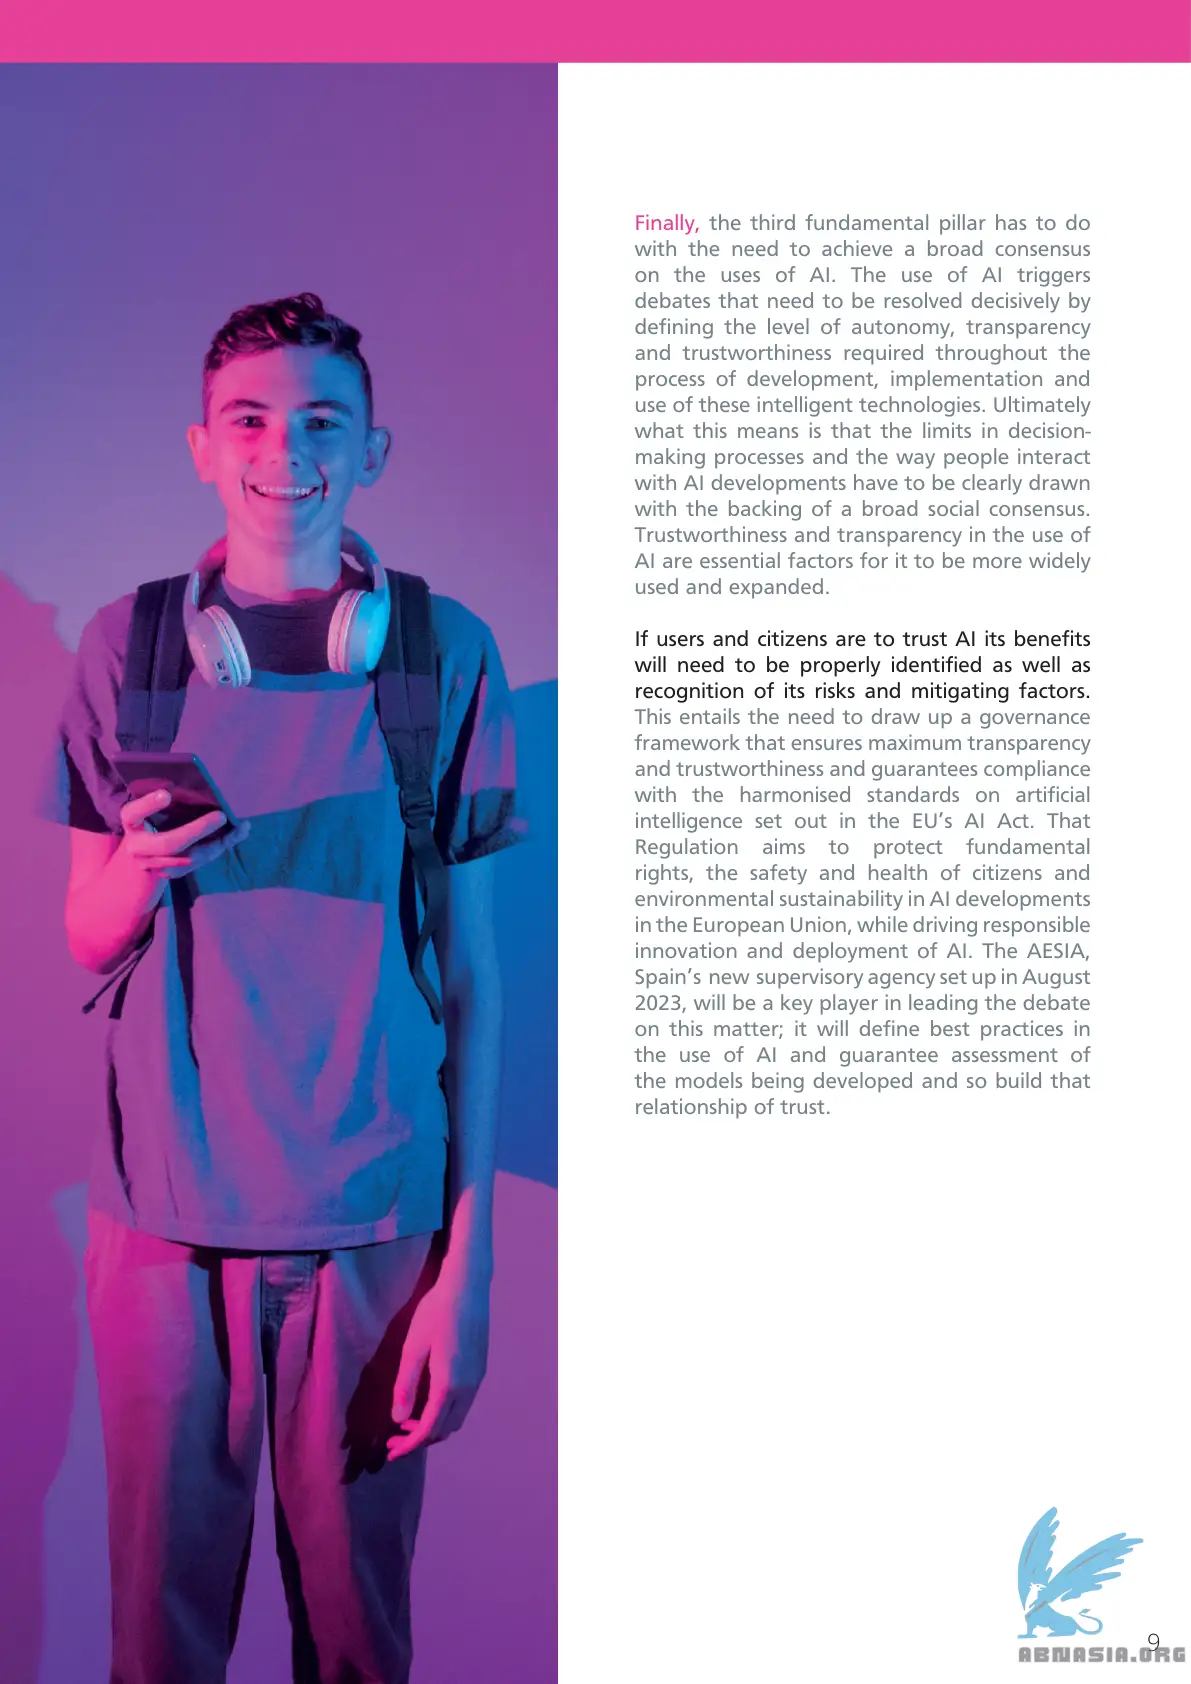 Finally, the third fundamental pillar has to do
with the need to achieve a broad consensus
on the uses of AI. The use of AI triggers
debates that need to be resolved decisively by
defining the level of autonomy, transparency
and trustworthiness required throughout the
process of development, implementation and
use of these intelligent technologies. Ultimately
what this means is that the limits in decision-
making processes and the way people interact
with AI developments have to be clearly drawn
with the backing of a broad social consensus.
Trustworthiness and transparency in the use of
AI are essential factors for it to be more widely
used and expanded.
If users and citizens are to trust AI its benefits
will need to be properly identified as well as
recognition of its risks and mitigating factors.
This entails the need to draw up a governance
framework that ensures maximum transparency
and trustworthiness and guarantees compliance
with the harmonised standards on artificial
intelligence set out in the EU’s AI Act. That
Regulation aims to protect fundamental
rights, the safety and health of citizens and
environmental sustainability in AI developments
in the European Union, while driving responsible
innovation and deployment of AI. The AESIA,
Spain’s new supervisory agency set up in August
2023, will be a key player in leading the debate
on this matter; it will define best practices in
the use of AI and guarantee assessment of
the models being developed and so build that
relationship of trust.
9
ABNASIA.ORG